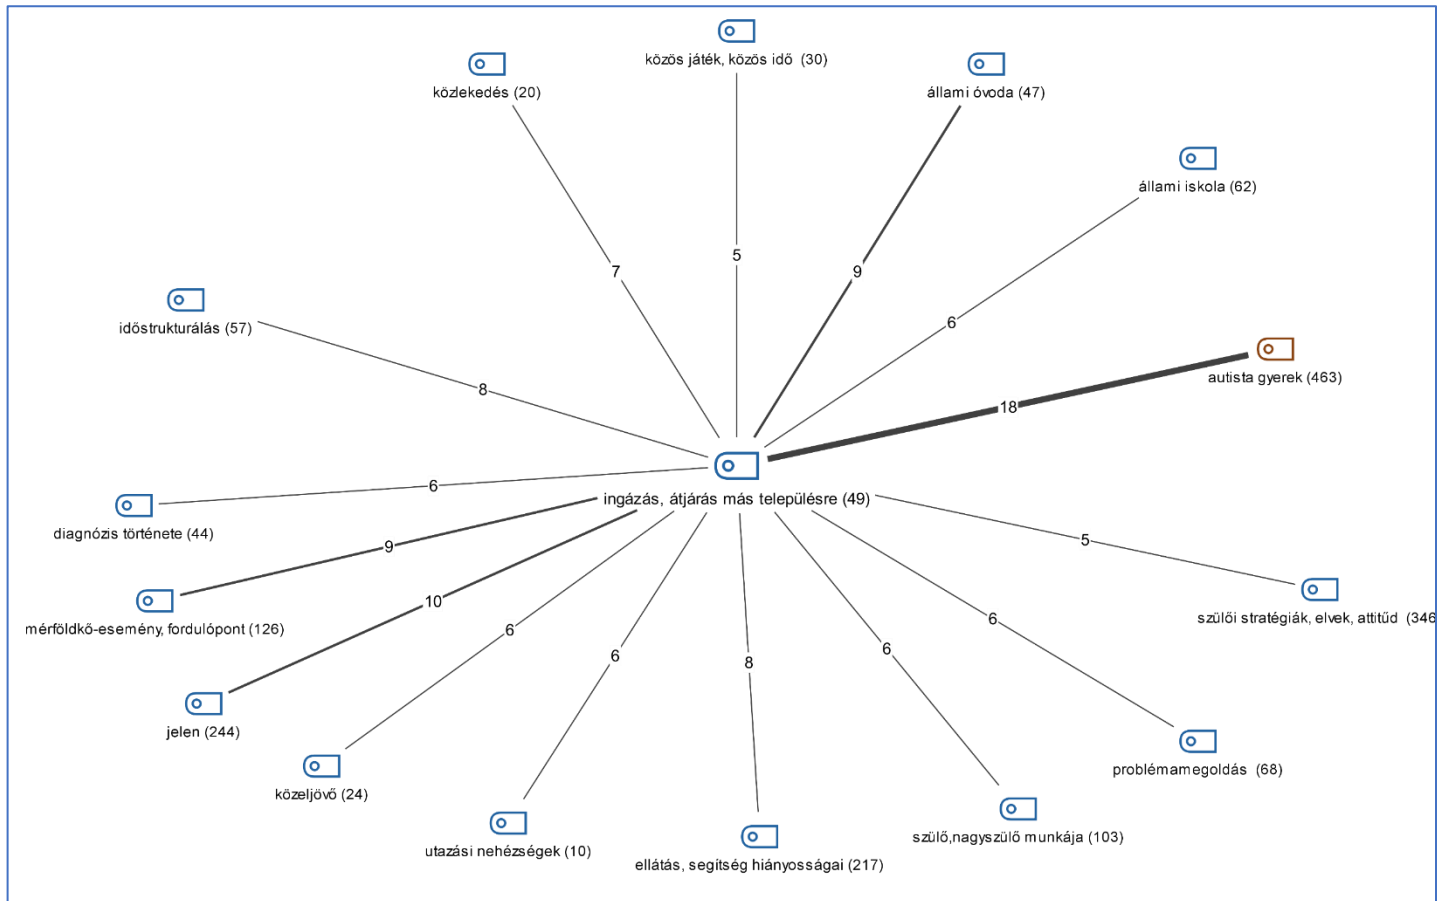 közös játék, közös idő (30)
közlekedés (20)
állami óvoda (47)
állami iskola (62)
5
7
9
időstrukturálás (57)
6
autista gyerek (463)
8
18
6
ingázás, átjárás más településre (49)
diagnózis története (44)
9
5
mérföldkő-esemény, fordulópont (126)
10
szülői stratégiák, elvek, attitűd (346
6
6
6
8
6
jelen (244)
problémamegoldás (68)
közeljövő (24)
szülő,nagyszülő munkája (103)
utazási nehézségek (10)
ellátás, segítség hiányosságai (217)